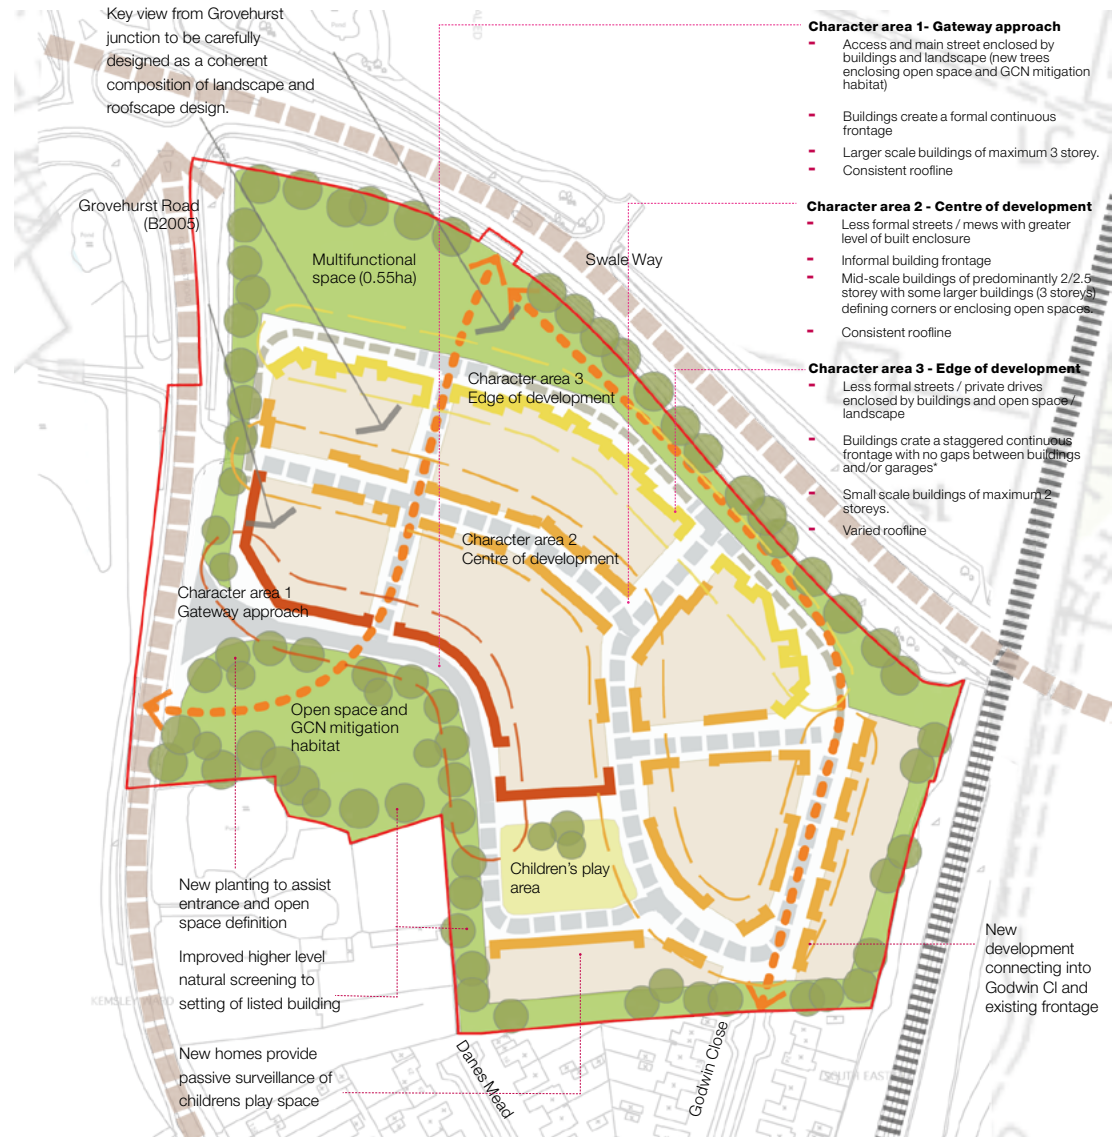 Key view from Grovehurst
junction to be carefully
designed as a coherent
composition of landscape and
roofscape design.
Grovehurst Road
(B2005)
Multifunctional
space (0.55ha)
Swale Way
Character area 3
Edge of development
Character area 2
Centre of development
Character area 1
Gateway approach
Open space and
GCN mitigation
habitat
Children's play
area
New planting to assist
entrance and open
space definition
Improved higher level
natural screening to
setting of listed building
New homes provide
passive surveillance of
childrens play space
Danes Mead
Godwin Close
New
development
connecting into
Godwin Cl and
existing frontage
Character area 1- Gateway approach
- Access and main street enclosed by
buildings and landscape (new trees
enclosing open space and GCN mitigation
habitat)
- Buildings create a formal continuous
frontage
- Larger scale buildings of maximum 3 storey.
- Consistent roofline
Character area 2 - Centre of development
- Less formal streets / mews with greater
level of built enclosure
- Informal building frontage
- Mid-scale buildings of predominantly 2/2.5
storey with some larger buildings (3 storeys)
defining corners or enclosing open spaces.
- Consistent roofline
Character area 3 - Edge of development
- Less formal streets / private drives
enclosed by buildings and open space /
landscape
- Buildings crate a staggered continuous
frontage with no gaps between buildings
and/or garages*
- Small scale buildings of maximum 2
storeys.
- Varied roofline
Pond